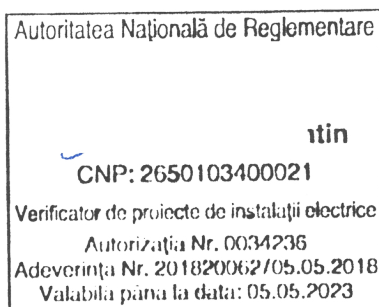 Autoritatea Națională de Reglementare
CNP: 2650103400021
Verificator de proiecte de instalații electrice
Autorizația Nr. 0034236
Adeverința Nr. 201820062/05.05.2018
Valabila pana la data: 05.05.2023